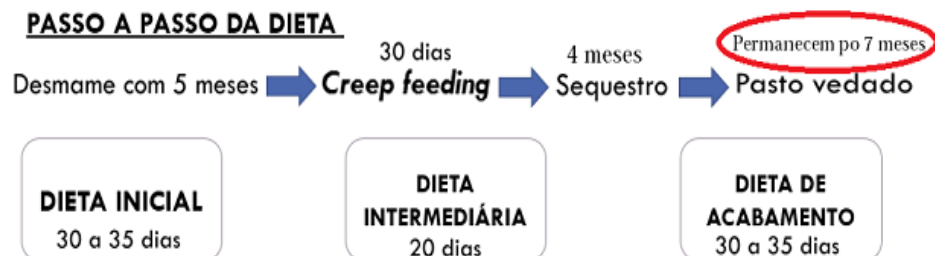 PASSO A PASSO DA DIETA
30 dias
4 meses
Permanecem po 7 meses
Desmame com 5 meses
Creep feeding
Sequestro
Pasto vedado
DIETA INICIAL
30 a 35 dias
DIETA
INTERMEDIÁRIA
20 dias
DIETA DE
ACABAMENTO
30 a 35 dias